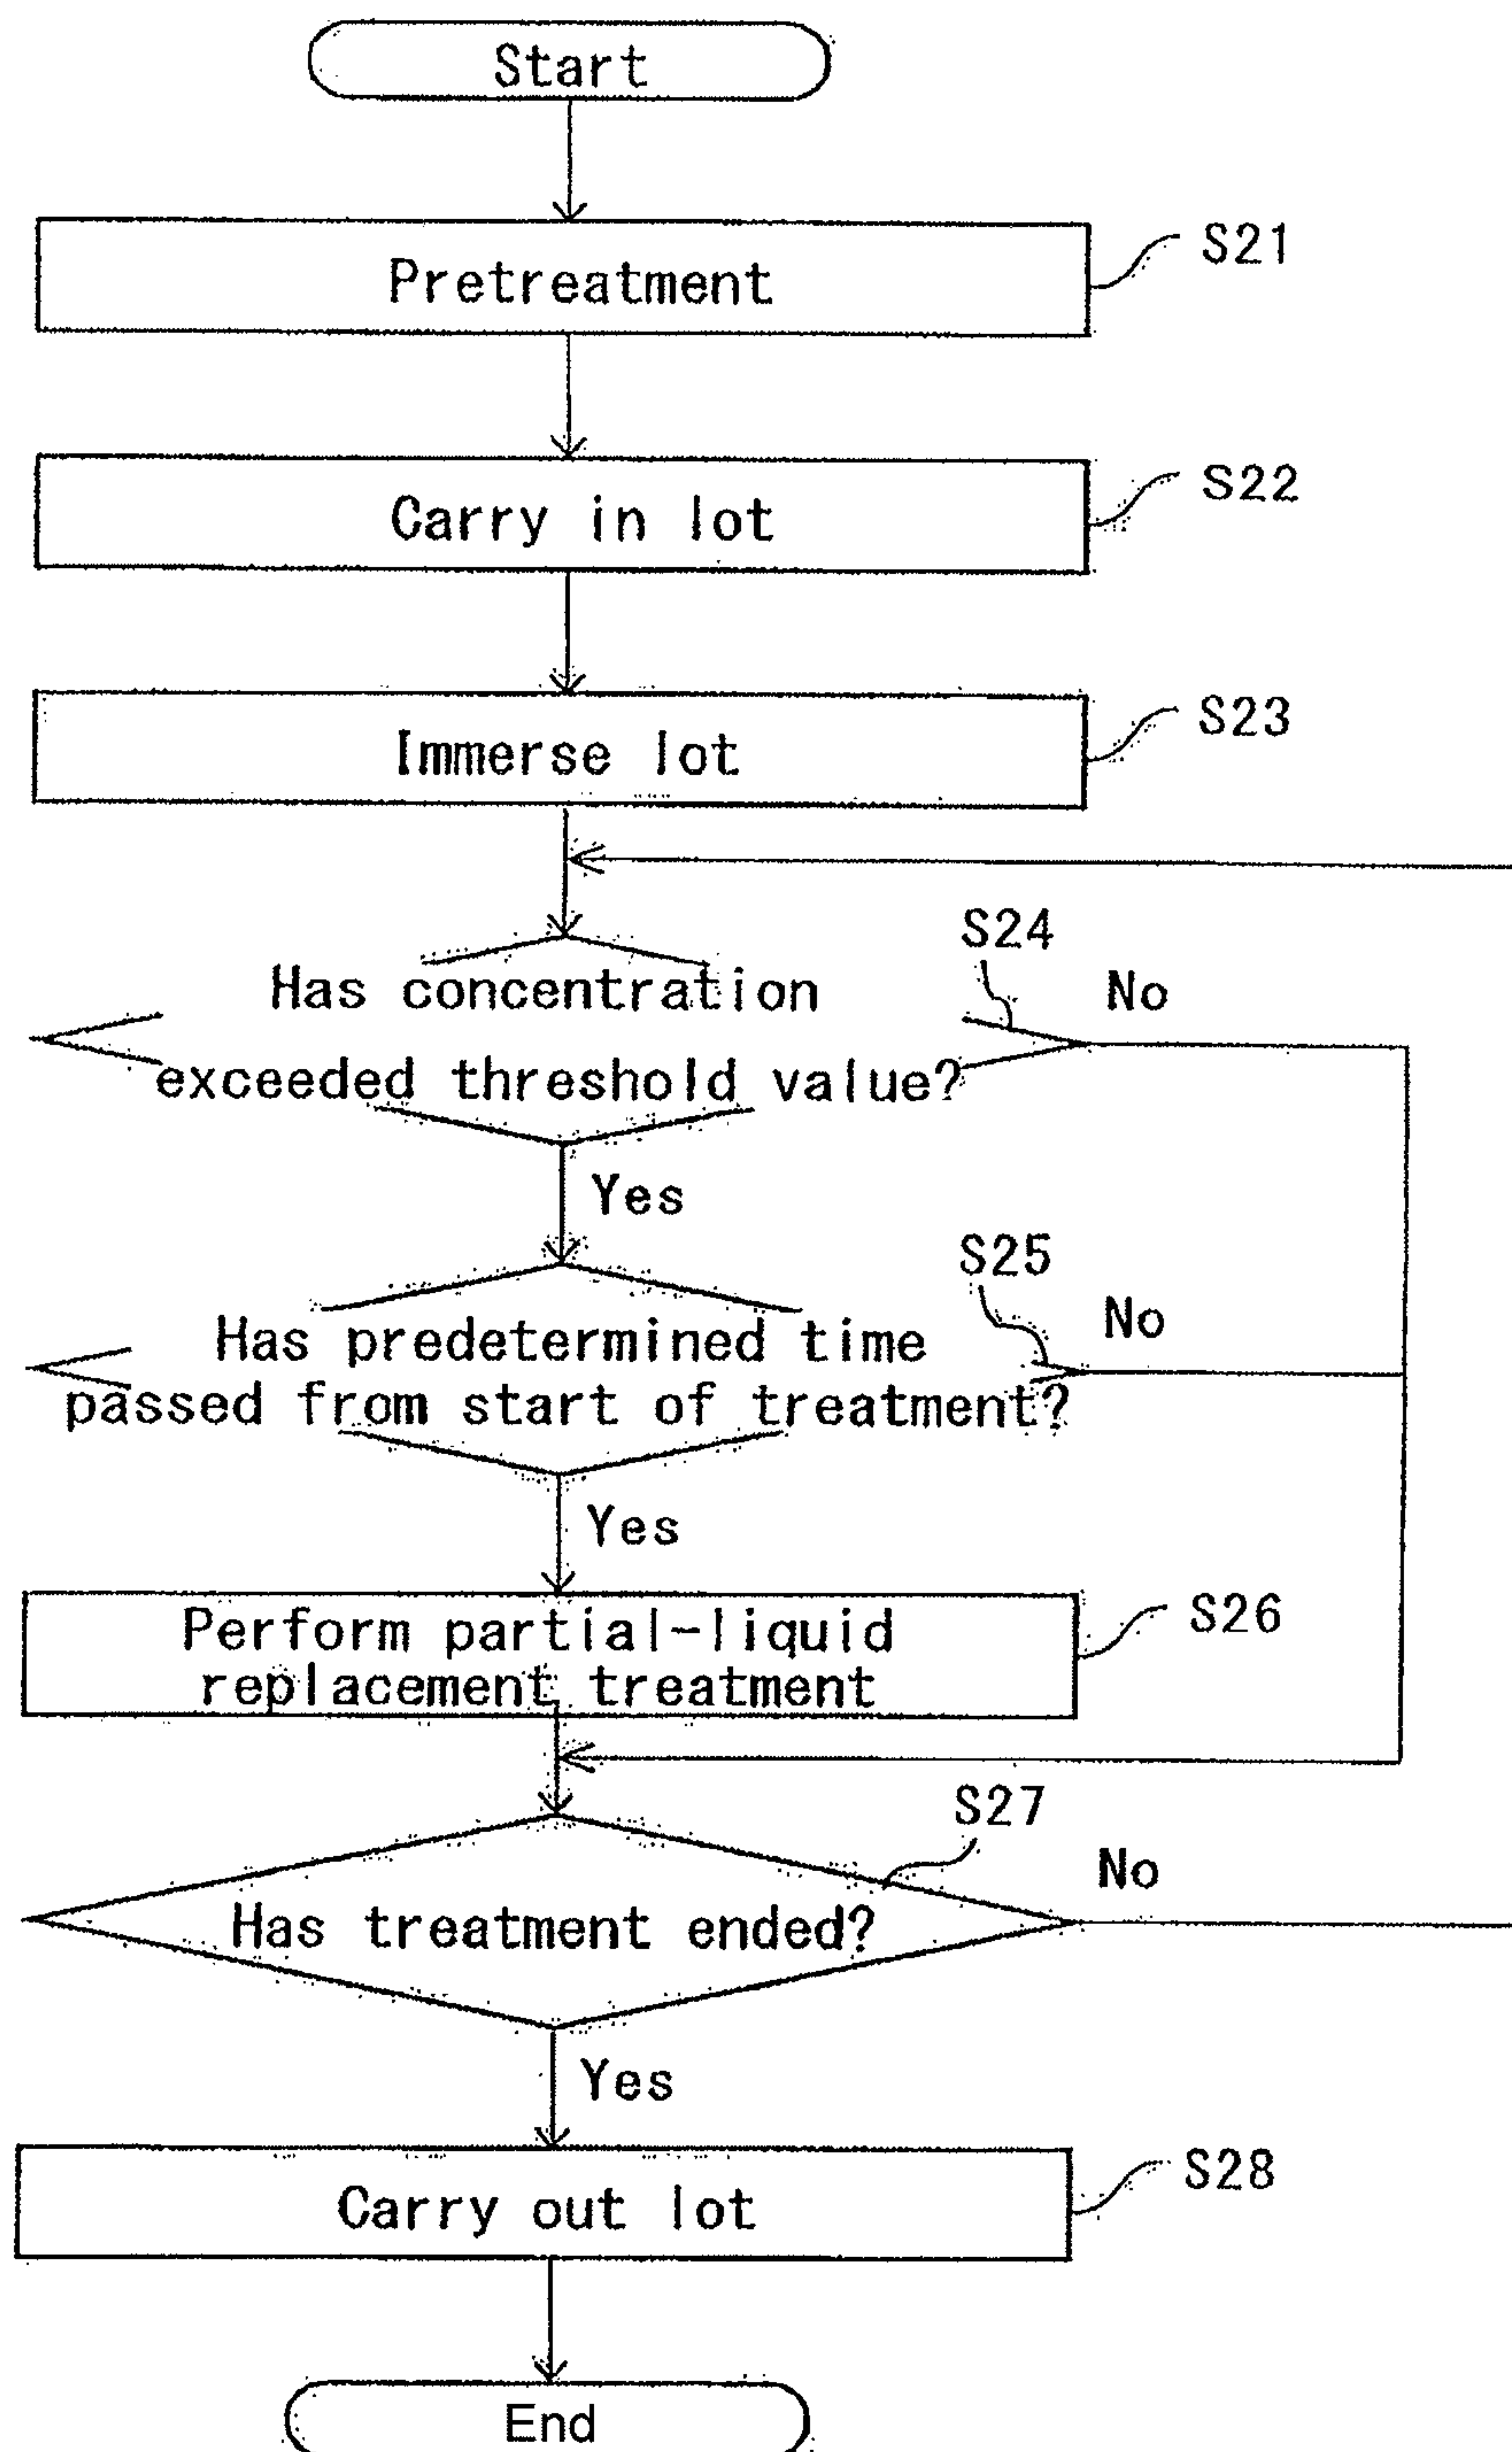 Start
Pretreatment
S21
Carry in lot
S22
Immerse lot
S23
S24
Has concentration
No
exceeded threshold value?
Yes
S25
No
Has predetermined time
passed from start of treatment?
Yes
Perform partial-liquid
S26
replacement treatment
S27
No
Has treatment ended?
Yes
Carry out lot
S28
End